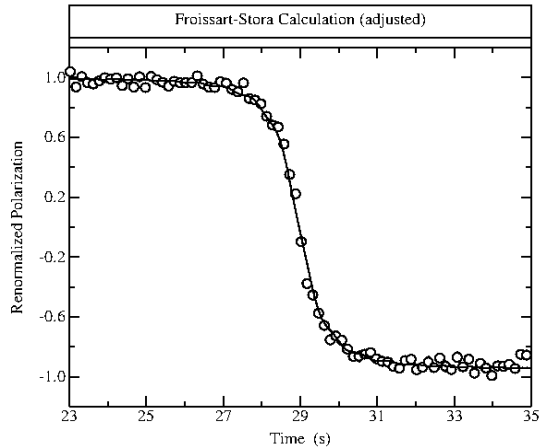 Froissart-Stora Calculation (adjusted)
1.0
0.6
0.2
-0.2
-0.6
-1.0
Renormalized Polarization
23 25 27 29 31 33 35
Time (s)